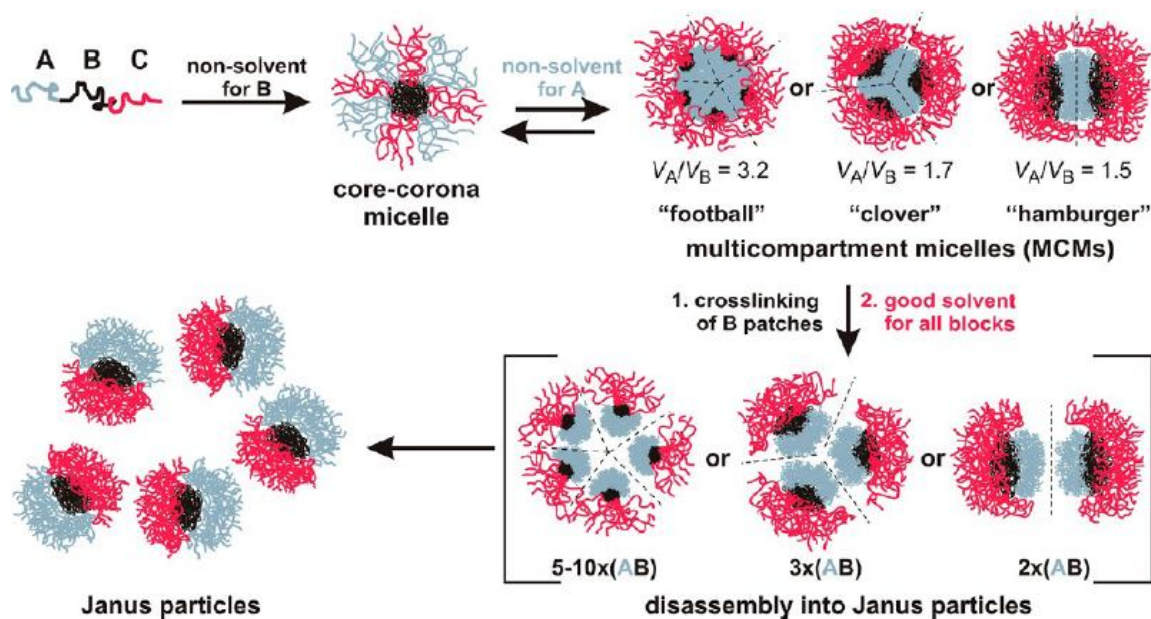 A B C
non-solvent
for B
core-corona
micelle
non-solvent
for A
or
or
V_A/V_B = 3.2
V_A/V_B = 1.7
V_A/V_B = 1.5
“football”
“clover”
“hamburger”
multicompartment micelles (MCMs)
1. crosslinking
of B patches
2. good solvent
for all blocks
or
or
5-10x(AB)
3x(AB)
2x(AB)
disassembly into Janus particles
Janus particles